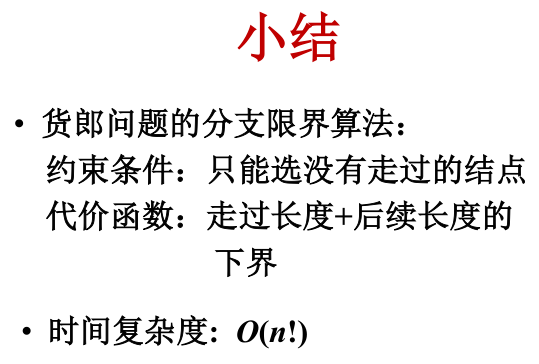 小结
• 货郎问题的分支限界算法：
约束条件：只能选没有走过的结点
代价函数：走过长度+后续长度的
下界
• 时间复杂度：O(n!)